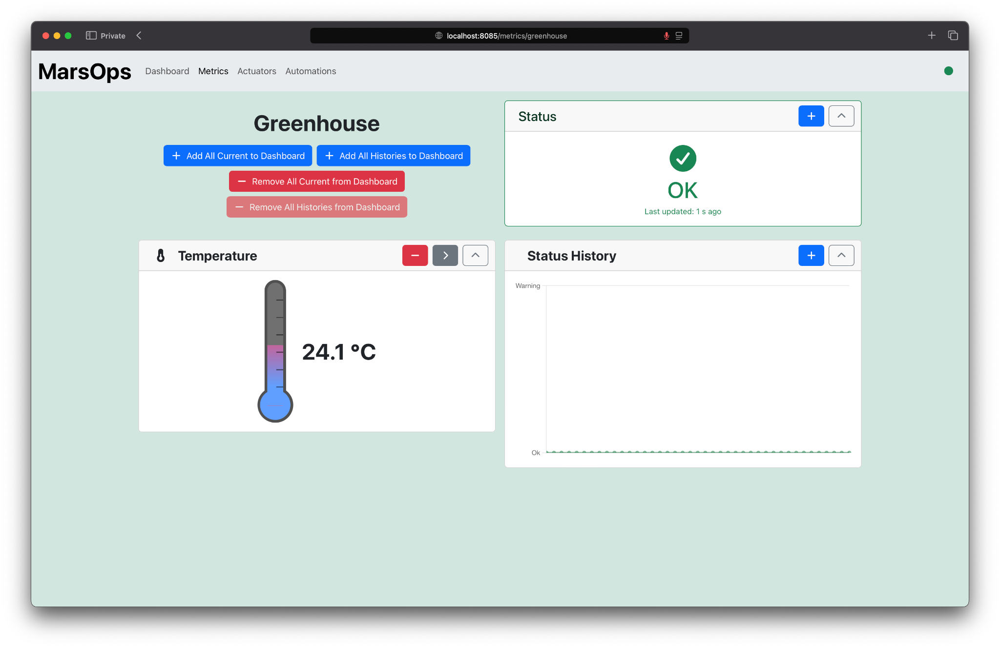 Private
localhost:8085/metrics/greenhouse
MarsOps
Dashboard Metrics Actuators Automations
Greenhouse
Add All Current to Dashboard
Add All Histories to Dashboard
Remove All Current from Dashboard
Remove All Histories from Dashboard
Status
OK
Last updated: 1 s ago
Temperature
24.1 °C
Status History
Warning
Ok